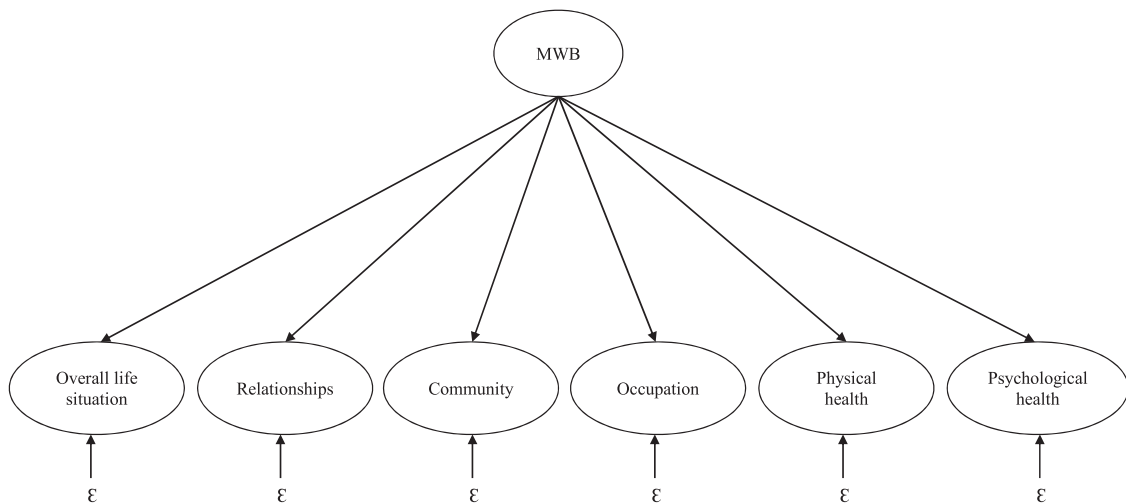 MWB
Overall life
situation
Relationships
Community
Occupation
Physical
health
Psychological
health
ε ε ε ε ε ε